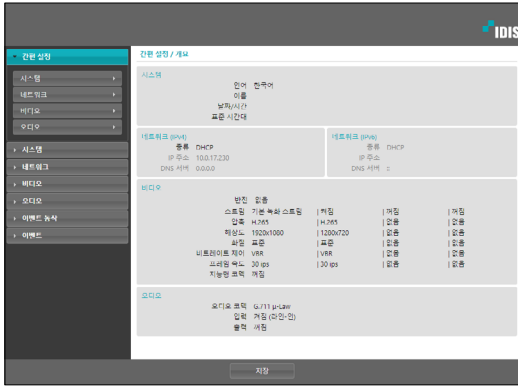 IDIS
간편 설정
시스템
네트워크
비디오
오디오
시스템
네트워크
비디오
오디오
이벤트 동작
이벤트
간편 설정 / 개요
시스템
언어 한국어
이름
날짜/시간
표준 시간대
네트워크 (IPv4)
종류 DHCP
IP 주소 10.0.17.230
DNS 서버 0.0.0.0
네트워크 (IPv6)
종류 DHCP
IP 주소
DNS 서버 ::
비디오
반전 없음
스트림 기본 녹화 스트림 | 켜짐 | 꺼짐 | 꺼짐
압축 H.265 | H.265 | 없음 | 없음
해상도 1920x1080 | 1280x720 | 없음 | 없음
화질 표준 | 표준 | 없음 | 없음
비트레이트 제어 VBR | VBR | 없음 | 없음
프레임 속도 30 ips | 30 ips | 없음 | 없음
지능형 코덱 꺼짐
오디오
오디오 코덱 G.711 μ-Law
입력 켜짐 (라인-인)
출력 꺼짐
저장